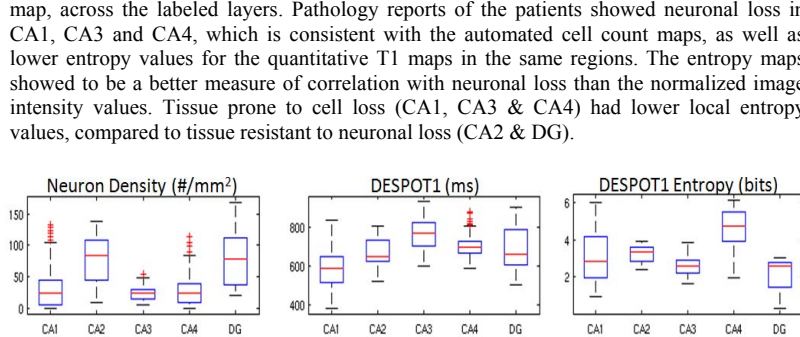 map, across the labeled layers. Pathology reports of the patients showed neuronal loss in
CA1, CA3 and CA4, which is consistent with the automated cell count maps, as well as
lower entropy values for the quantitative T1 maps in the same regions. The entropy maps
showed to be a better measure of correlation with neuronal loss than the normalized image
intensity values. Tissue prone to cell loss (CA1, CA3 & CA4) had lower local entropy
values, compared to tissue resistant to neuronal loss (CA2 & DG).
Neuron Density (#/mm²)
150
100
50
0
CA1 CA2 CA3 CA4 DG
DESPOT1 (ms)
800
600
400
CA1 CA2 CA3 CA4 DG
DESPOT1 Entropy (bits)
6
4
2
CA1 CA2 CA3 CA4 DG